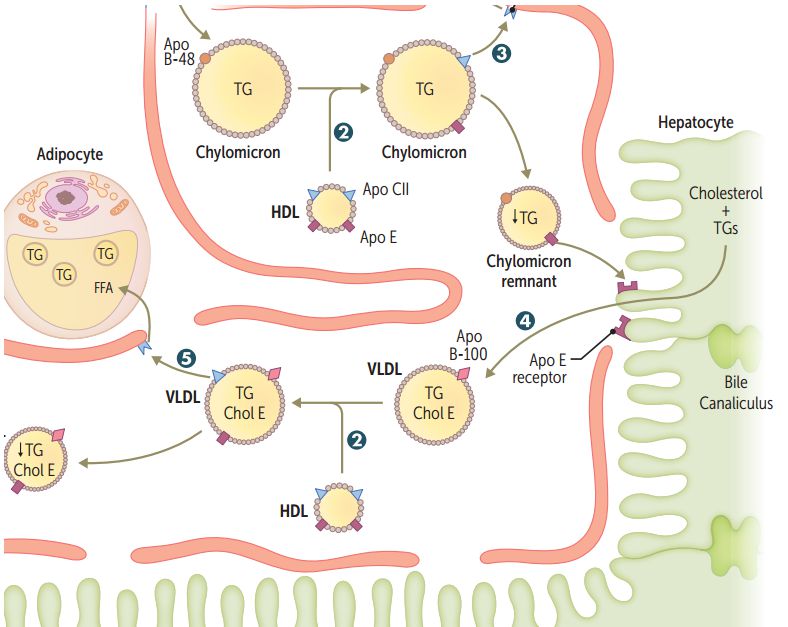 Apo
B-48
TG
Chylomicron
2
TG
Chylomicron
3
Hepatocyte
Adipocyte
TG
TG
TG
FFA
HDL
Apo CII
Apo E
↓TG
Chylomicron
remnant
Cholesterol
+
TGs
4
Apo
B-100
Apo E
receptor
Bile
Canaliculus
5
VLDL
TG
Chol E
VLDL
TG
Chol E
2
HDL
↓TG
Chol E